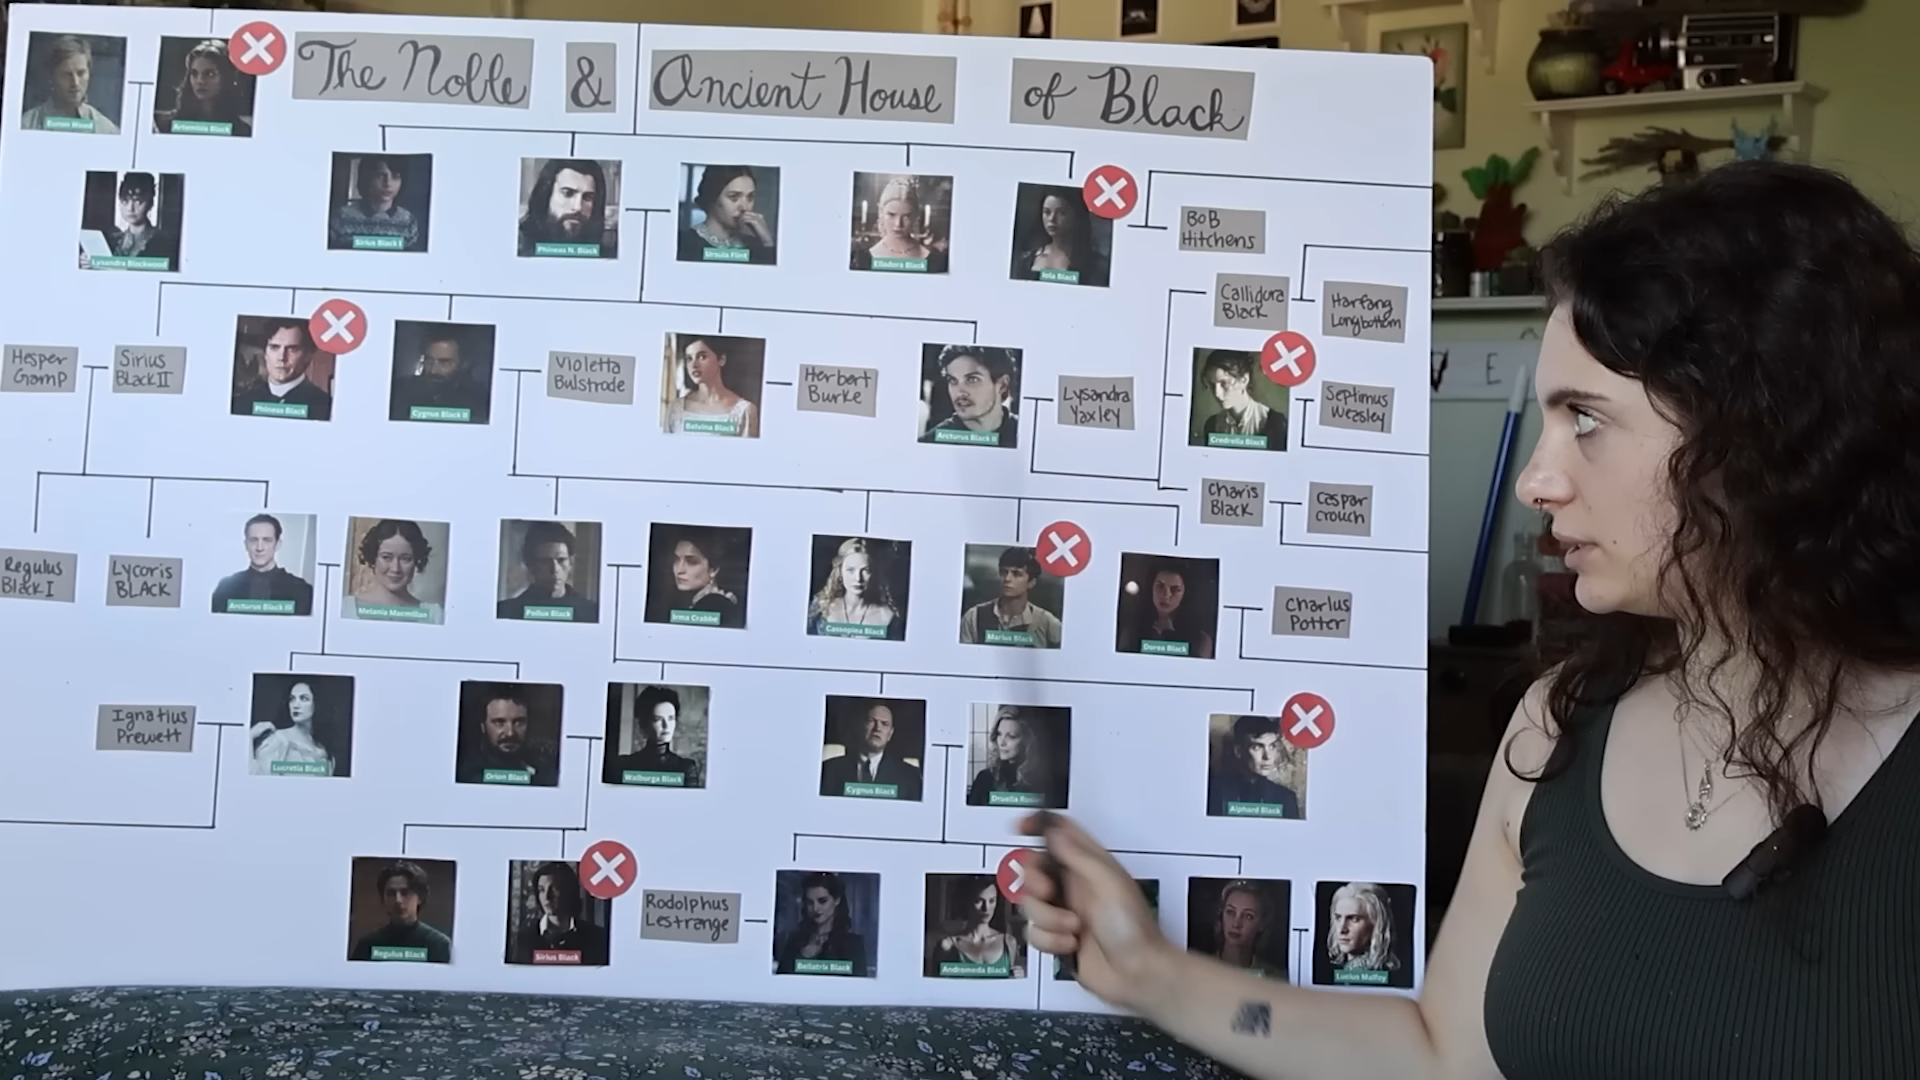 The Noble & Ancient House of Black
Artemisia Black
Lysandra Blackwood
Sirius Black I
Phineas N. Black
Ursula Flint
Elladora Black
Iola Black
BOB
Hitchens
Callidora
Black
Harfang
Longbottom
Hesper
Gamp
Sirius
Black II
Phineas Black
Cygnus Black II
Violetta
Bulstrode
Belvina Black
Herbert
Burke
Arcturus Black II
Lysandra
Yaxley
Cedrella Black
Septimus
Weasley
Charis
Black
Caspar
Crouch
Regulus
Black I
Lycoris
BLACK
Arcturus Black III
Melania Macmillan
Pollux Black
Irma Crabbe
Cassiopeia Black
Marius Black
Dorea Black
Charlus
Potter
Ignatius
Prewett
Lucretia Black
Orion Black
Walburga Black
Cygnus Black
Druella Rosier
Alphard Black
Regulus Black
Sirius Black
Rodolphus
Lestrange
Bellatrix Black
Andromeda Black
Lucius Malfoy
V E